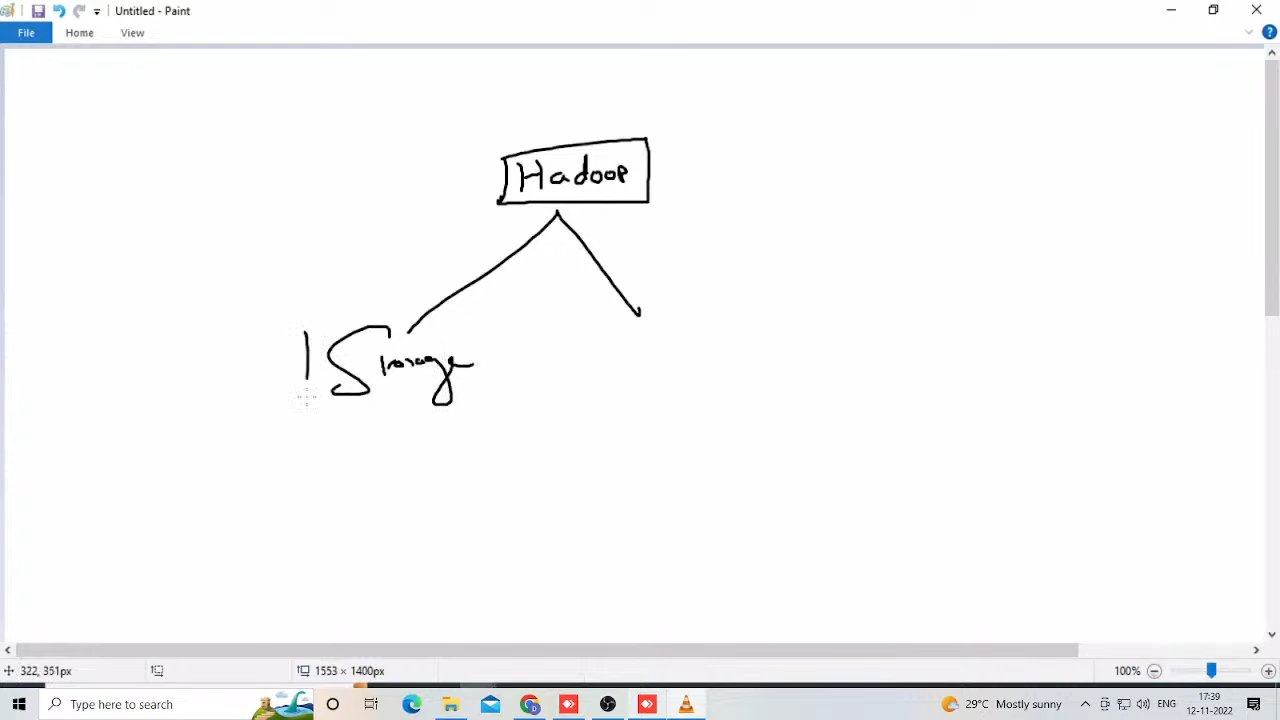 Untitled - Paint
File Home View
Hadoop
322, 351px 1553 × 1400px 100%
Type here to search 29°C Mostly sunny ENG 17:39
12-11-2022